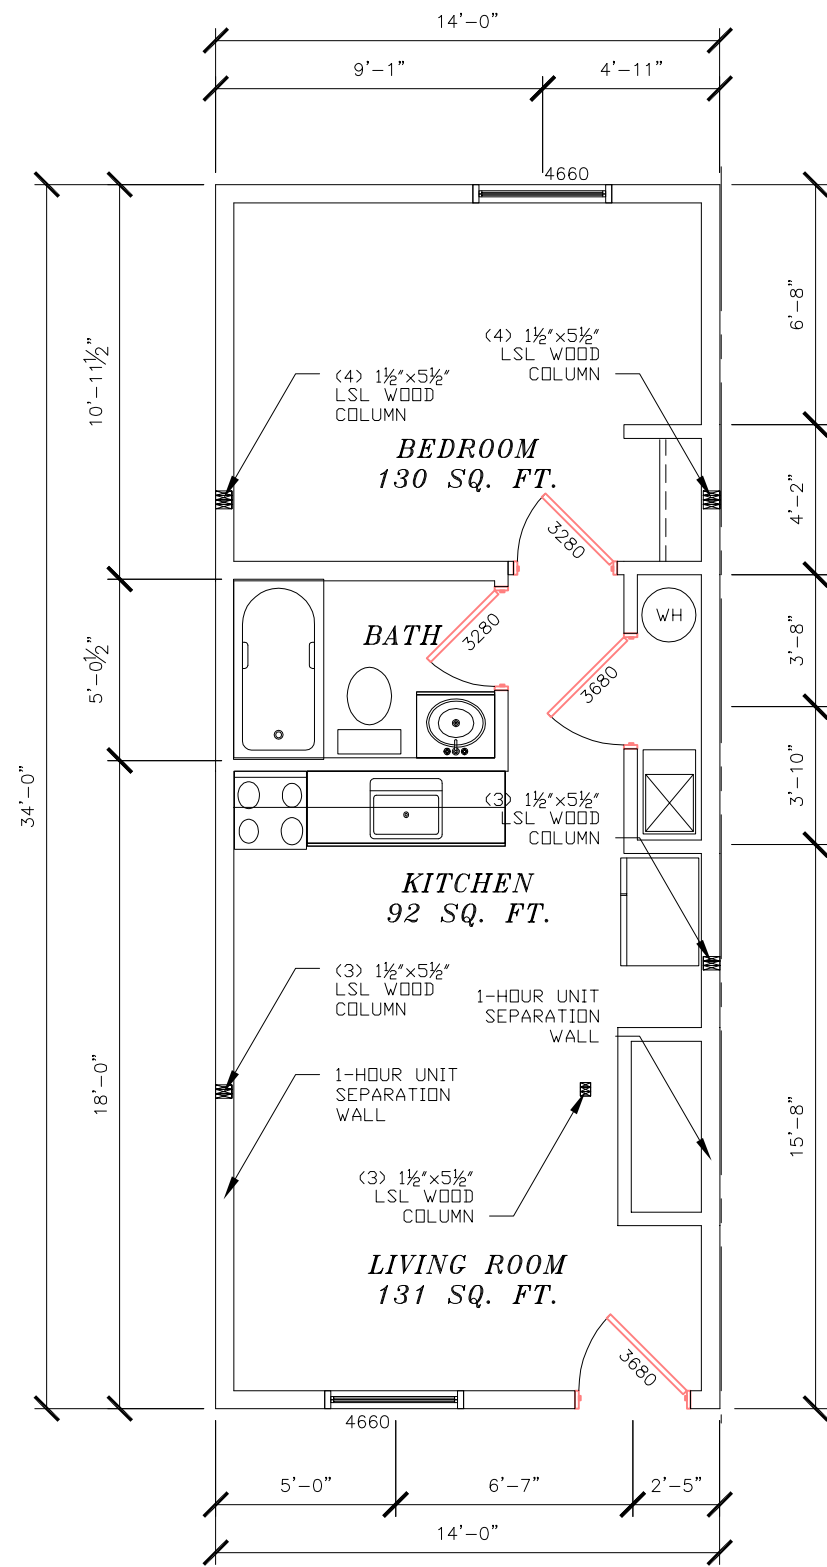 14'-0"
9'-1"
4'-11"
4660
6'-8"
10'-11½"
(4) 1½"x5½"
LSL WOOD
COLUMN
(4) 1½"x5½"
LSL WOOD
COLUMN
BEDROOM
130 SQ. FT.
4'-2"
3280
BATH
3280
WH
3'-8"
5'-0½"
3680
34'-0"
3'-10"
(3) 1½"x5½"
LSL WOOD
COLUMN
KITCHEN
92 SQ. FT.
(3) 1½"x5½"
LSL WOOD
COLUMN
1-HOUR UNIT
SEPARATION
WALL
18'-0"
1-HOUR UNIT
SEPARATION
WALL
15'-8"
(3) 1½"x5½"
LSL WOOD
COLUMN
LIVING ROOM
131 SQ. FT.
3680
4660
5'-0"
6'-7"
2'-5"
14'-0"